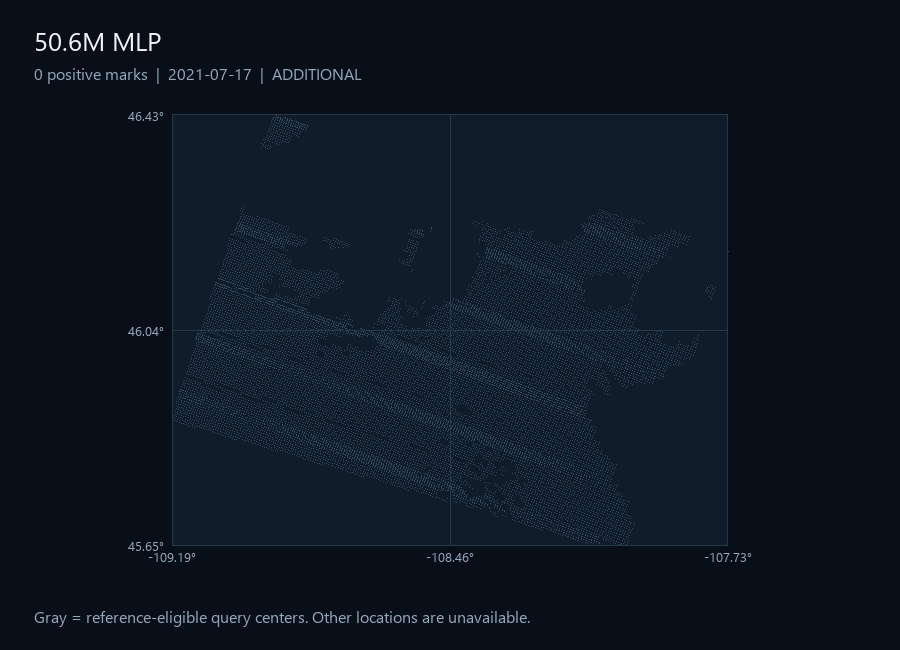 50.6M MLP
0 positive marks | 2021-07-17 | ADDITIONAL
46.43°
46.04°
45.65°
-109.19°
-108.46°
-107.73°
Gray = reference-eligible query centers. Other locations are unavailable.